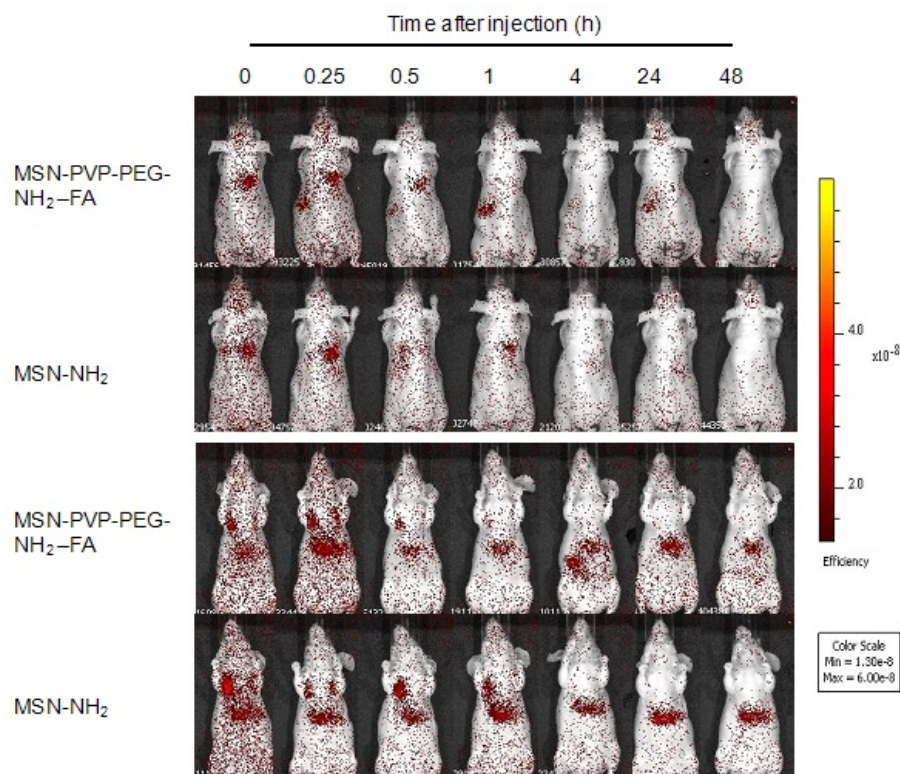 Time after injection (h)
0 0.25 0.5 1 4 24 48
MSN-PVP-PEG-
NH₂–FA
MSN-NH₂
MSN-PVP-PEG-
NH₂–FA
MSN-NH₂
4.0
x10⁻⁸
2.0
Efficiency
Color Scale
Min = 1.30e-8
Max = 6.00e-8